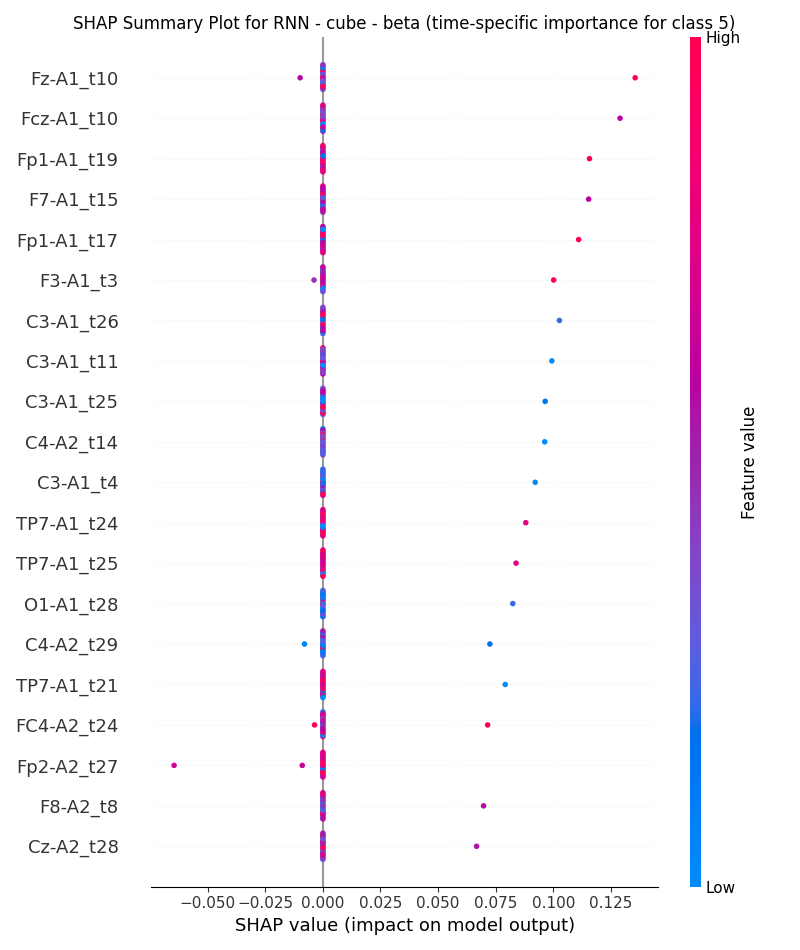 SHAP Summary Plot for RNN - cube - beta (time-specific importance for class 5)
High
Fz-A1_t10
Fcz-A1_t10
Fp1-A1_t19
F7-A1_t15
Fp1-A1_t17
F3-A1_t3
C3-A1_t26
C3-A1_t11
C3-A1_t25
C4-A2_t14
C3-A1_t4
TP7-A1_t24
TP7-A1_t25
O1-A1_t28
C4-A2_t29
TP7-A1_t21
FC4-A2_t24
Fp2-A2_t27
F8-A2_t8
Cz-A2_t28
Feature value
Low
−0.050 −0.025 0.000 0.025 0.050 0.075 0.100 0.125
SHAP value (impact on model output)